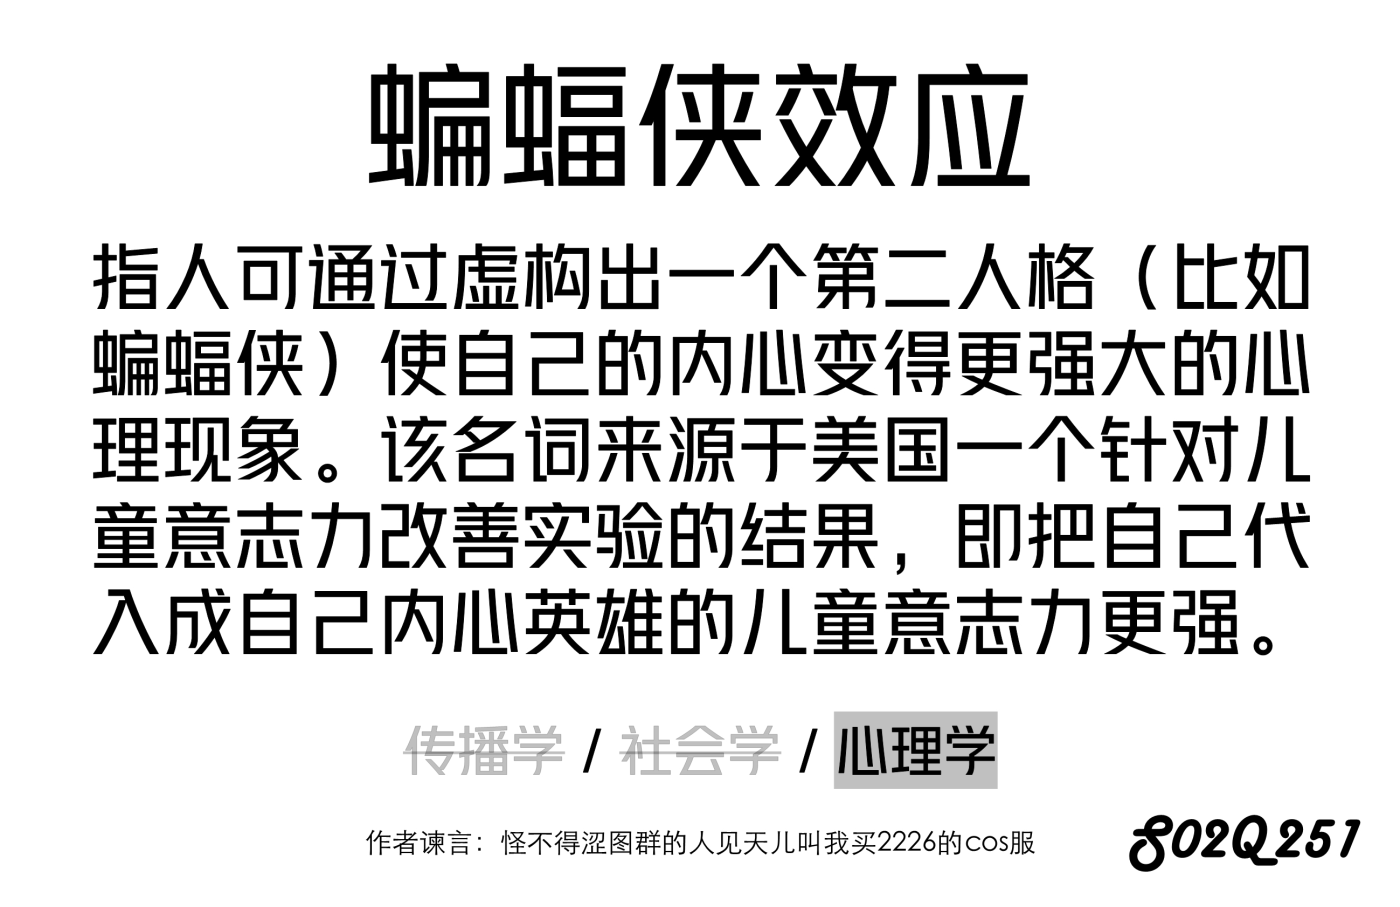 蝙蝠侠效应
指人可通过虚构出一个第二人格（比如
蝙蝠侠）使自己的内心变得更强大的心
理现象。该名词来源于美国一个针对儿
童意志力改善实验的结果，即把自己代
入成自己内心英雄的儿童意志力更强。
传播学 / 社会学 / 心理学
作者谏言：怪不得涩图群的人见天儿叫我买2226的cos服
S02Q251